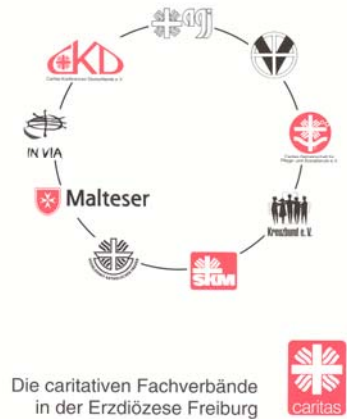 agj
CKD
Caritas-Konferenzen Deutschlands e. V.
IN VIA
Malteser
Kreuzbund e. V.
SKM
Die caritativen Fachverbände
in der Erzdiözese Freiburg
caritas